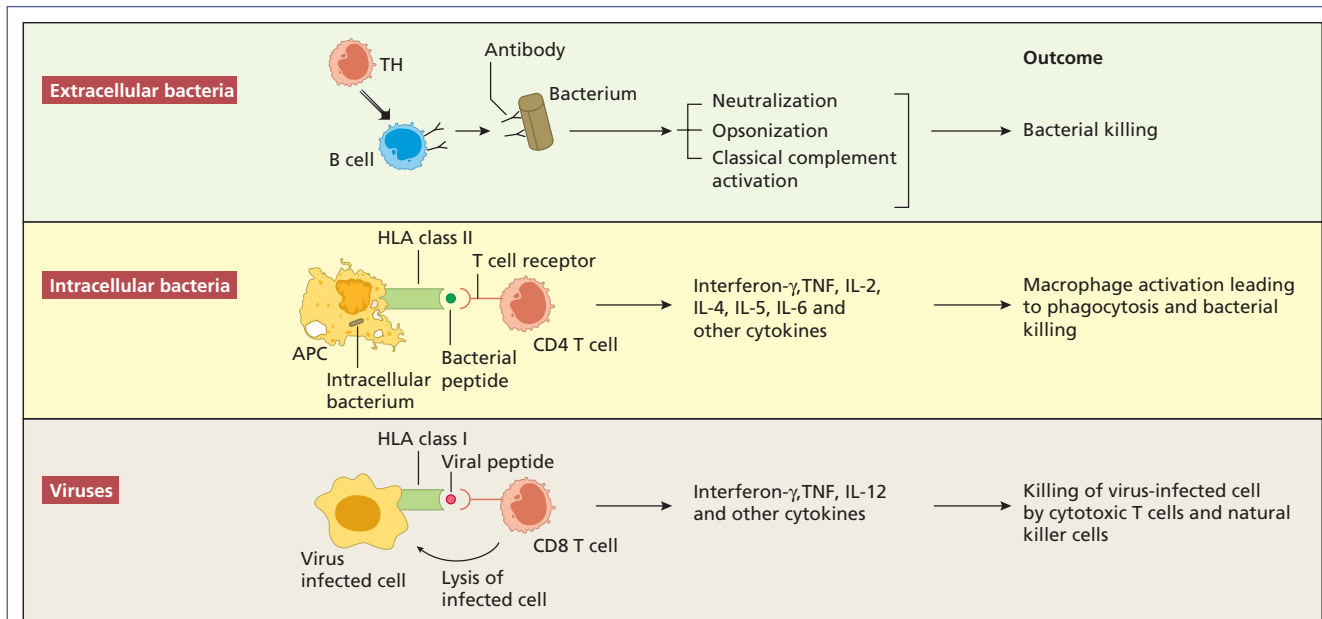 Extracellular bacteria
TH
B cell
Antibody
Bacterium
Neutralization
Opsonization
Classical complement
activation
Outcome
Bacterial killing
Intracellular bacteria
HLA class II
T cell receptor
APC
Intracellular
bacterium
Bacterial
peptide
CD4 T cell
Interferon-γ,TNF, IL-2,
IL-4, IL-5, IL-6 and
other cytokines
Macrophage activation leading
to phagocytosis and bacterial
killing
Viruses
HLA class I
Viral peptide
Virus
infected cell
Lysis of
infected cell
CD8 T cell
Interferon-γ,TNF, IL-12
and other cytokines
Killing of virus-infected cell
by cytotoxic T cells and natural
killer cells